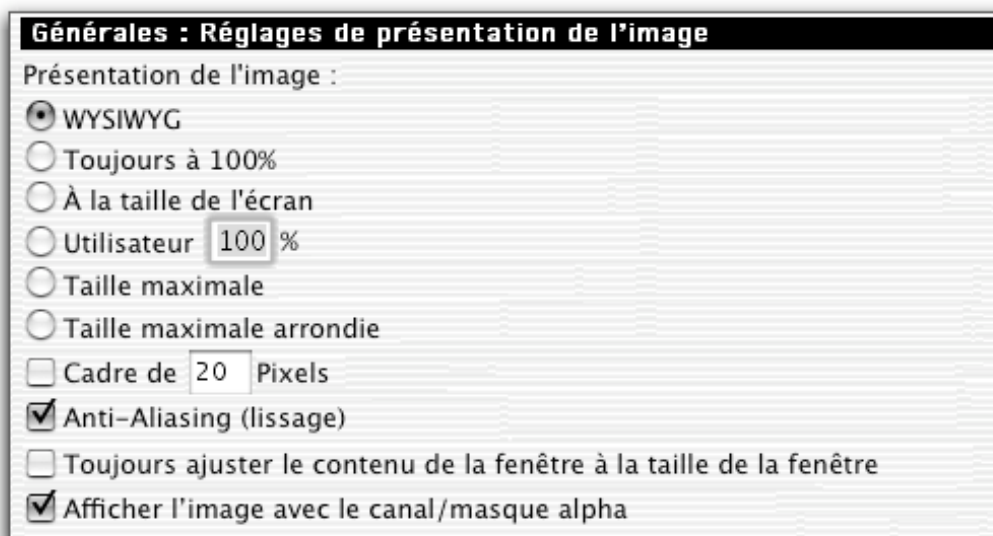 Générales : Réglages de présentation de l'image
Présentation de l'image :
WYSIWYG
Toujours à 100%
À la taille de l'écran
Utilisateur 100 %
Taille maximale
Taille maximale arrondie
Cadre de 20 Pixels
Anti-Aliasing (lissage)
Toujours ajuster le contenu de la fenêtre à la taille de la fenêtre
Afficher l'image avec le canal/masque alpha